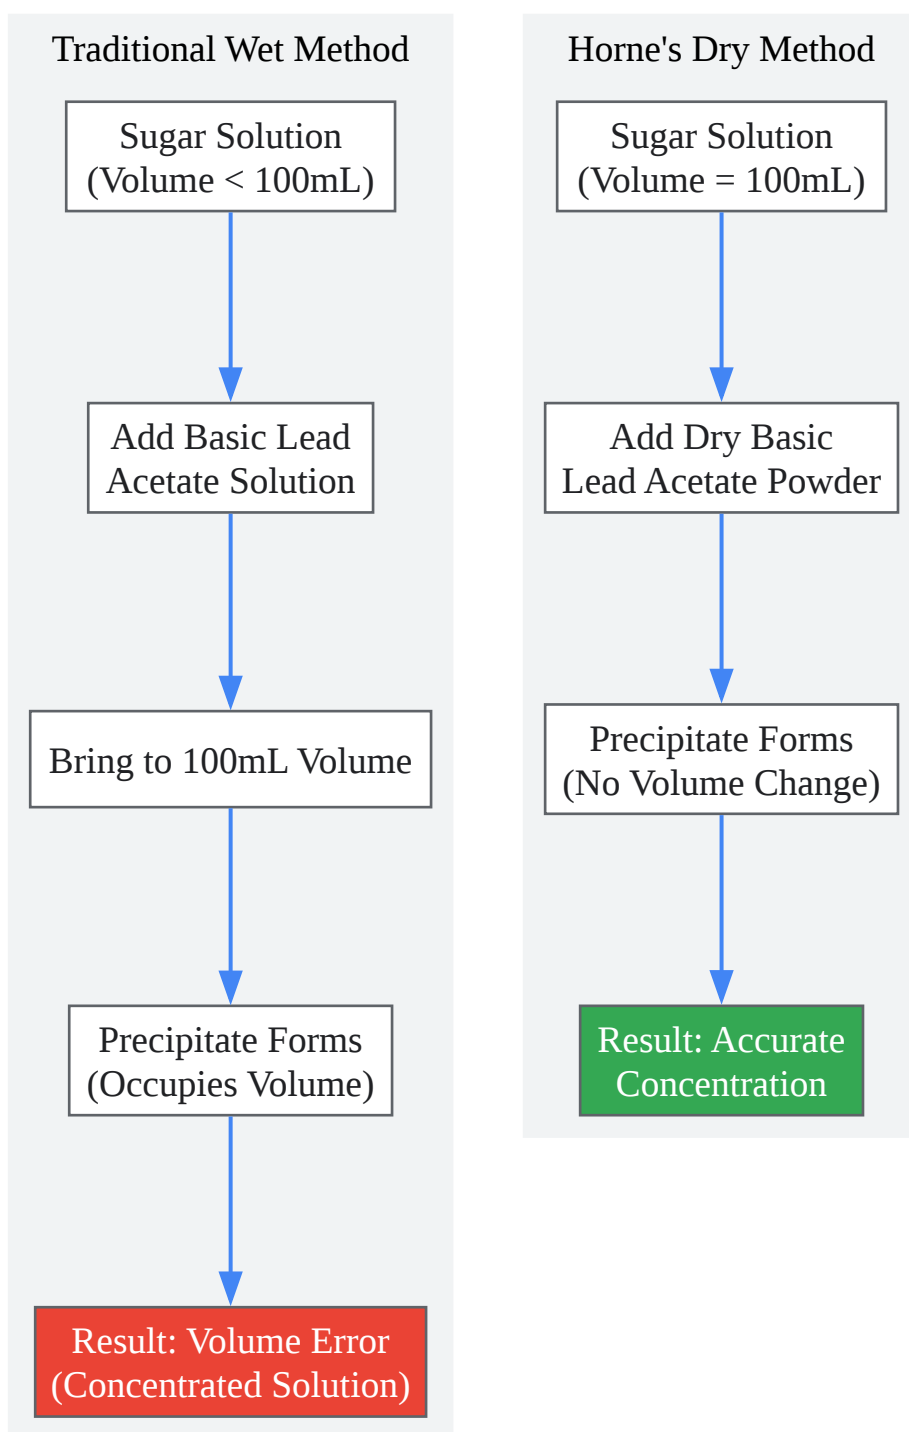 Traditional Wet Method
Sugar Solution
(Volume < 100mL)
Add Basic Lead
Acetate Solution
Bring to 100mL Volume
Precipitate Forms
(Occupies Volume)
Result: Volume Error
(Concentrated Solution)
Horne's Dry Method
Sugar Solution
(Volume = 100mL)
Add Dry Basic
Lead Acetate Powder
Precipitate Forms
(No Volume Change)
Result: Accurate
Concentration